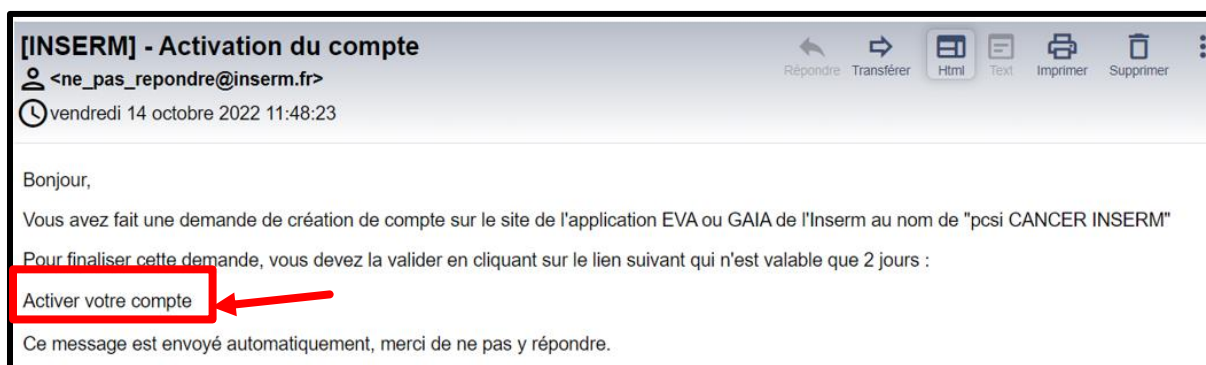 [INSERM] - Activation du compte
<ne_pas_repondre@inserm.fr>
vendredi 14 octobre 2022 11:48:23
Répondre Transférer Html Text Imprimer Supprimer
Bonjour,
Vous avez fait une demande de création de compte sur le site de l'application EVA ou GAIA de l'Inserm au nom de "pcsi CANCER INSERM"
Pour finaliser cette demande, vous devez la valider en cliquant sur le lien suivant qui n'est valable que 2 jours :
Activer votre compte
Ce message est envoyé automatiquement, merci de ne pas y répondre.